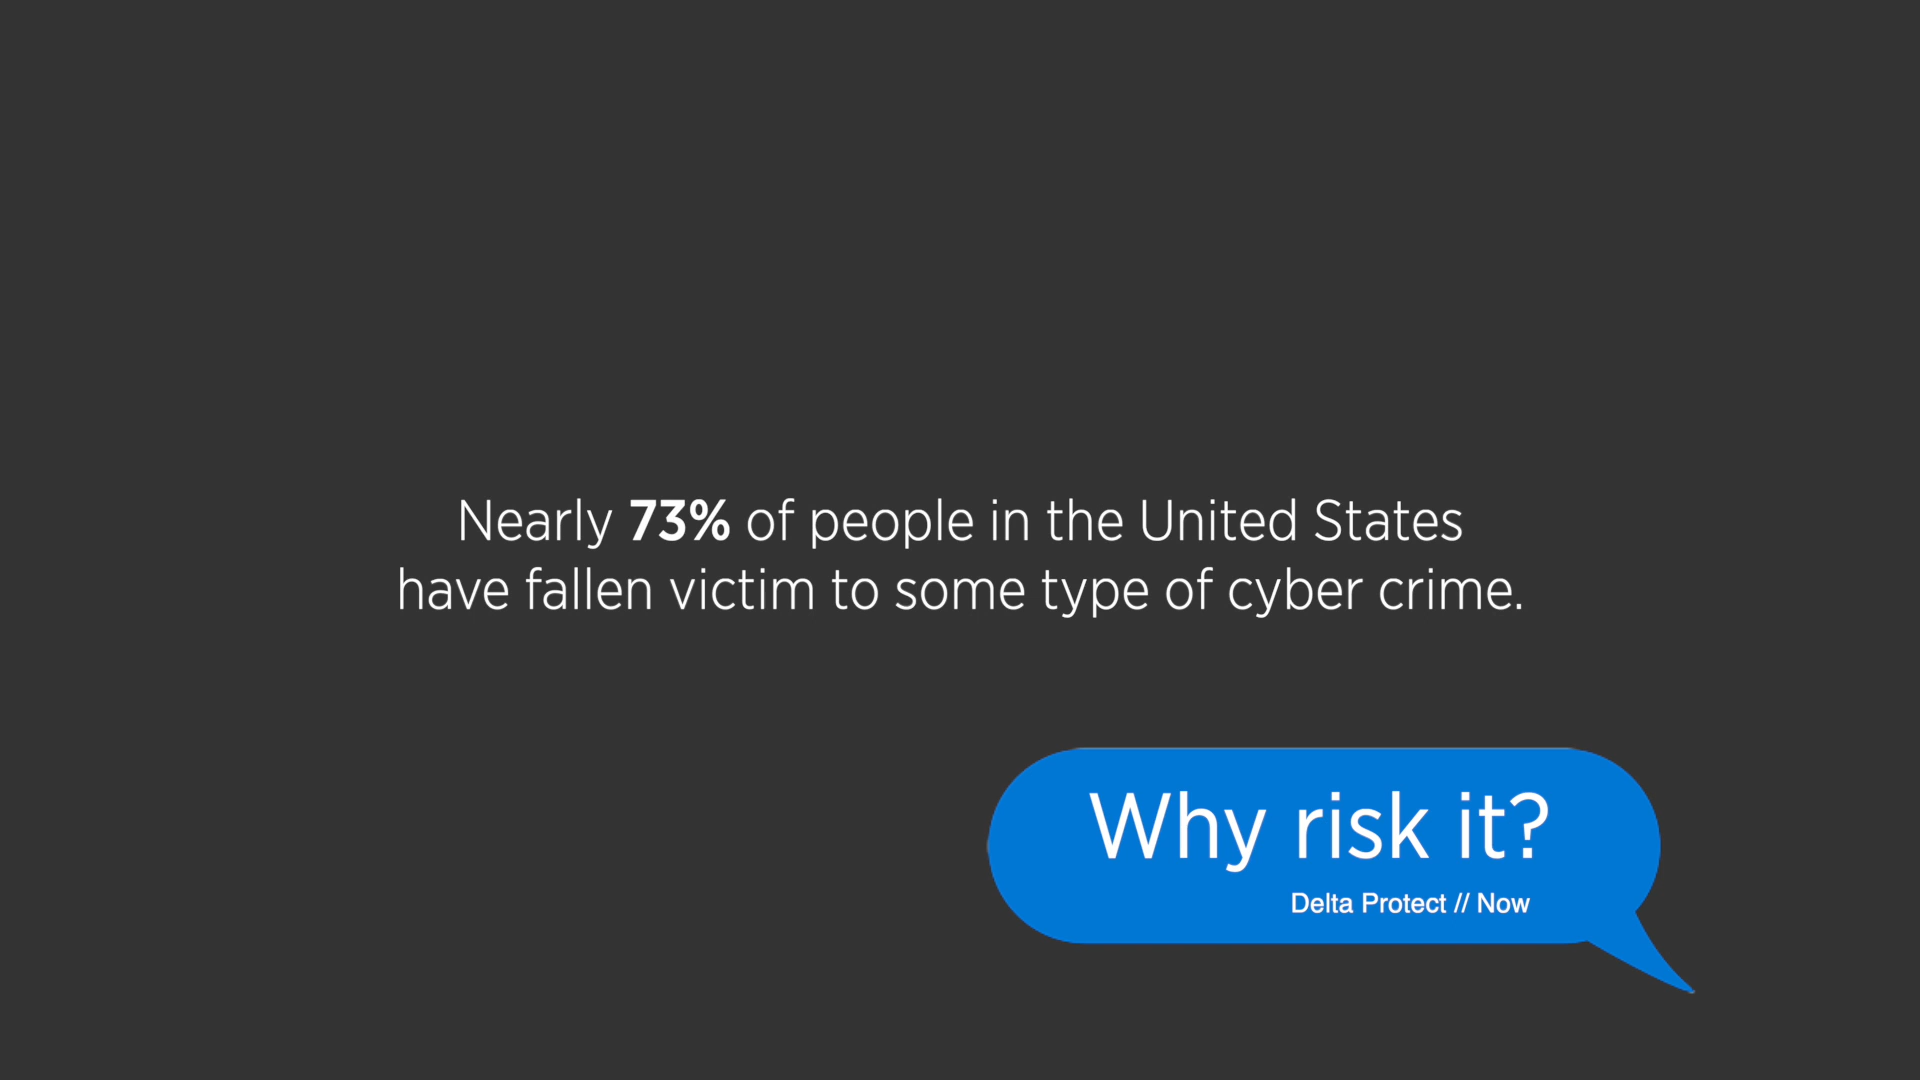 Nearly 73% of people in the United States
have fallen victim to some type of cyber crime.
Why risk it?
Delta Protect // Now